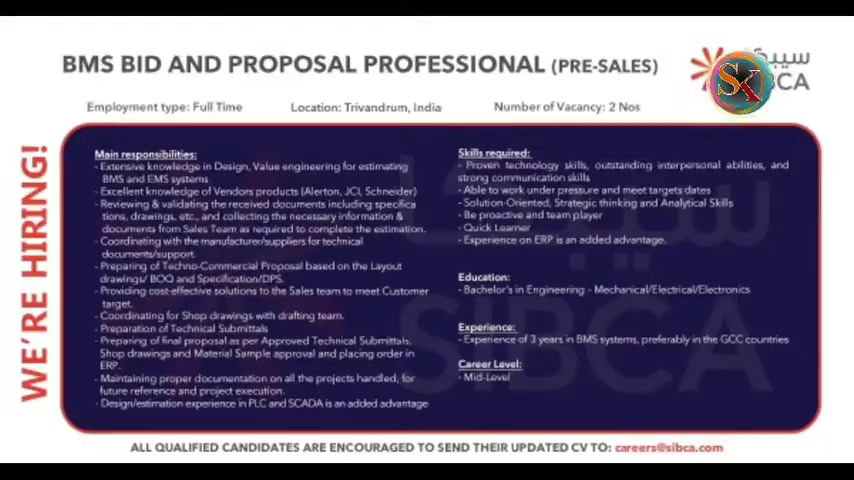 BMS BID AND PROPOSAL PROFESSIONAL (PRE-SALES)
Employment type: Full Time
Location: Trivandrum, India
Number of Vacancy: 2 Nos
WE'RE HIRING!
Main responsibilities:
- Extensive knowledge in Design, Value engineering for estimating
BMS and EMS systems
- Excellent knowledge of Vendors products (Alerton, JCI, Schneider)
- Reviewing & validating the received documents including specifica
tions, drawings, etc., and collecting the necessary information &
documents from Sales Team as required to complete the estimation.
- Coordinating with the manufacturer/suppliers for technical
documents/support.
- Preparing of Techno-Commercial Proposal based on the Layout
drawings/ BOQ and Specification/DPS.
- Providing cost-effective solutions to the Sales team to meet Customer
target.
- Coordinating for Shop drawings with drafting team.
- Preparation of Technical Submittals
- Preparing of final proposal as per Approved Technical Submittals,
Shop drawings and Material Sample approval and placing order in
ERP.
- Maintaining proper documentation on all the projects handled, for
future reference and project execution.
- Design/estimation experience in PLC and SCADA is an added advantage
Skills required:
- Proven technology skills, outstanding interpersonal abilities, and
strong communication skills
- Able to work under pressure and meet targets dates
- Solution-Oriented, Strategic thinking and Analytical Skills
- Be proactive and team player
- Quick Learner
- Experience on ERP is an added advantage.
Education:
- Bachelor's in Engineering - Mechanical/Electrical/Electronics
Experience:
- Experience of 3 years in BMS systems, preferably in the GCC countries
Career Level:
- Mid-Level
SIBCA
SK
ALL QUALIFIED CANDIDATES ARE ENCOURAGED TO SEND THEIR UPDATED CV TO: careers@sibca.com